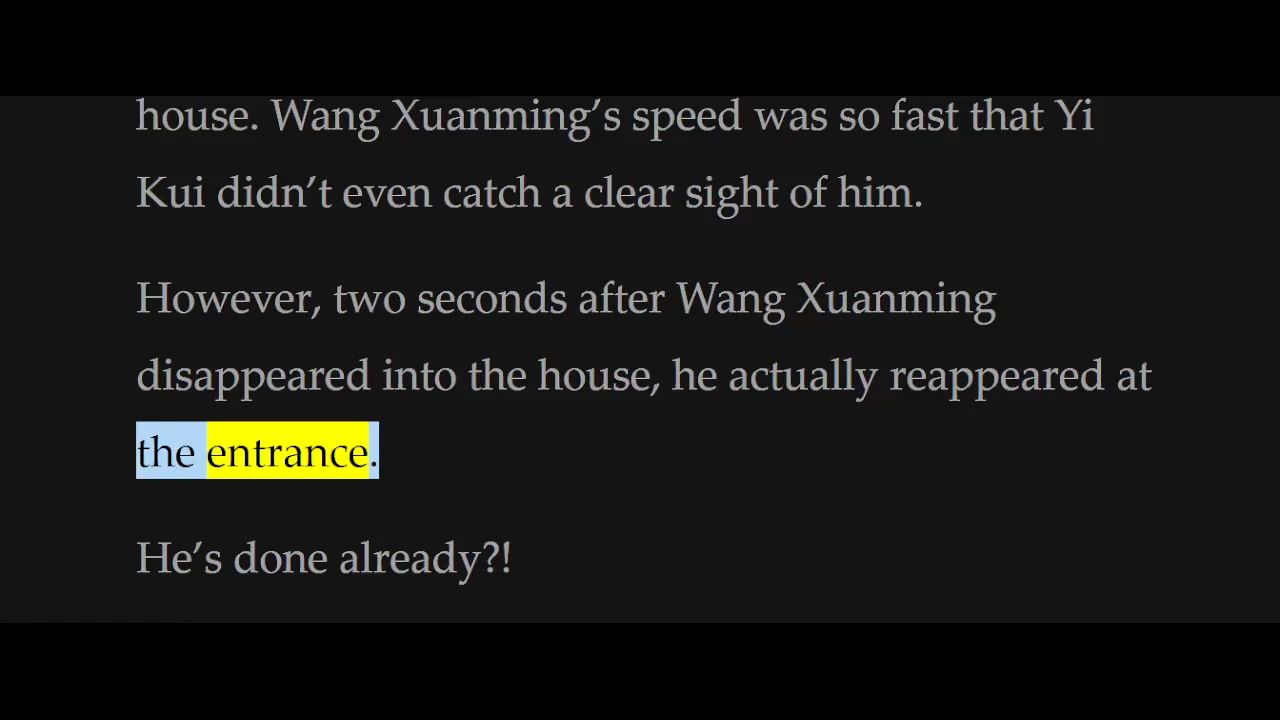 house. Wang Xuanming’s speed was so fast that Yi
Kui didn’t even catch a clear sight of him.
However, two seconds after Wang Xuanming
disappeared into the house, he actually reappeared at
the entrance.
He’s done already?!